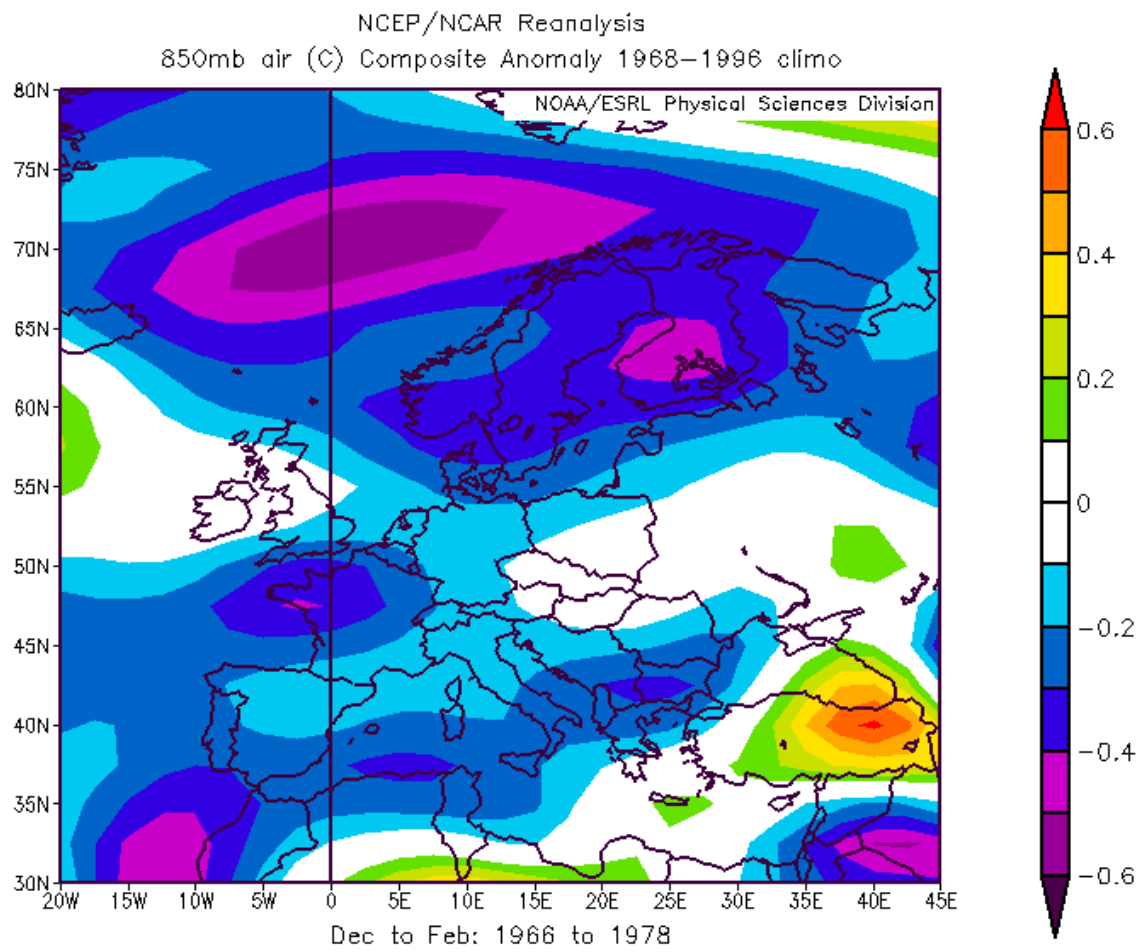 NCEP/NCAR Reanalysis
850mb air (C) Composite Anomaly 1968-1996 climo
NOAA/ESRL Physical Sciences Division
80N
75N
70N
65N
60N
55N
50N
45N
40N
35N
30N
20W 15W 10W 5W 0 5E 10E 15E 20E 25E 30E 35E 40E 45E
Dec to Feb: 1966 to 1978
0.6
0.4
0.2
0
-0.2
-0.4
-0.6